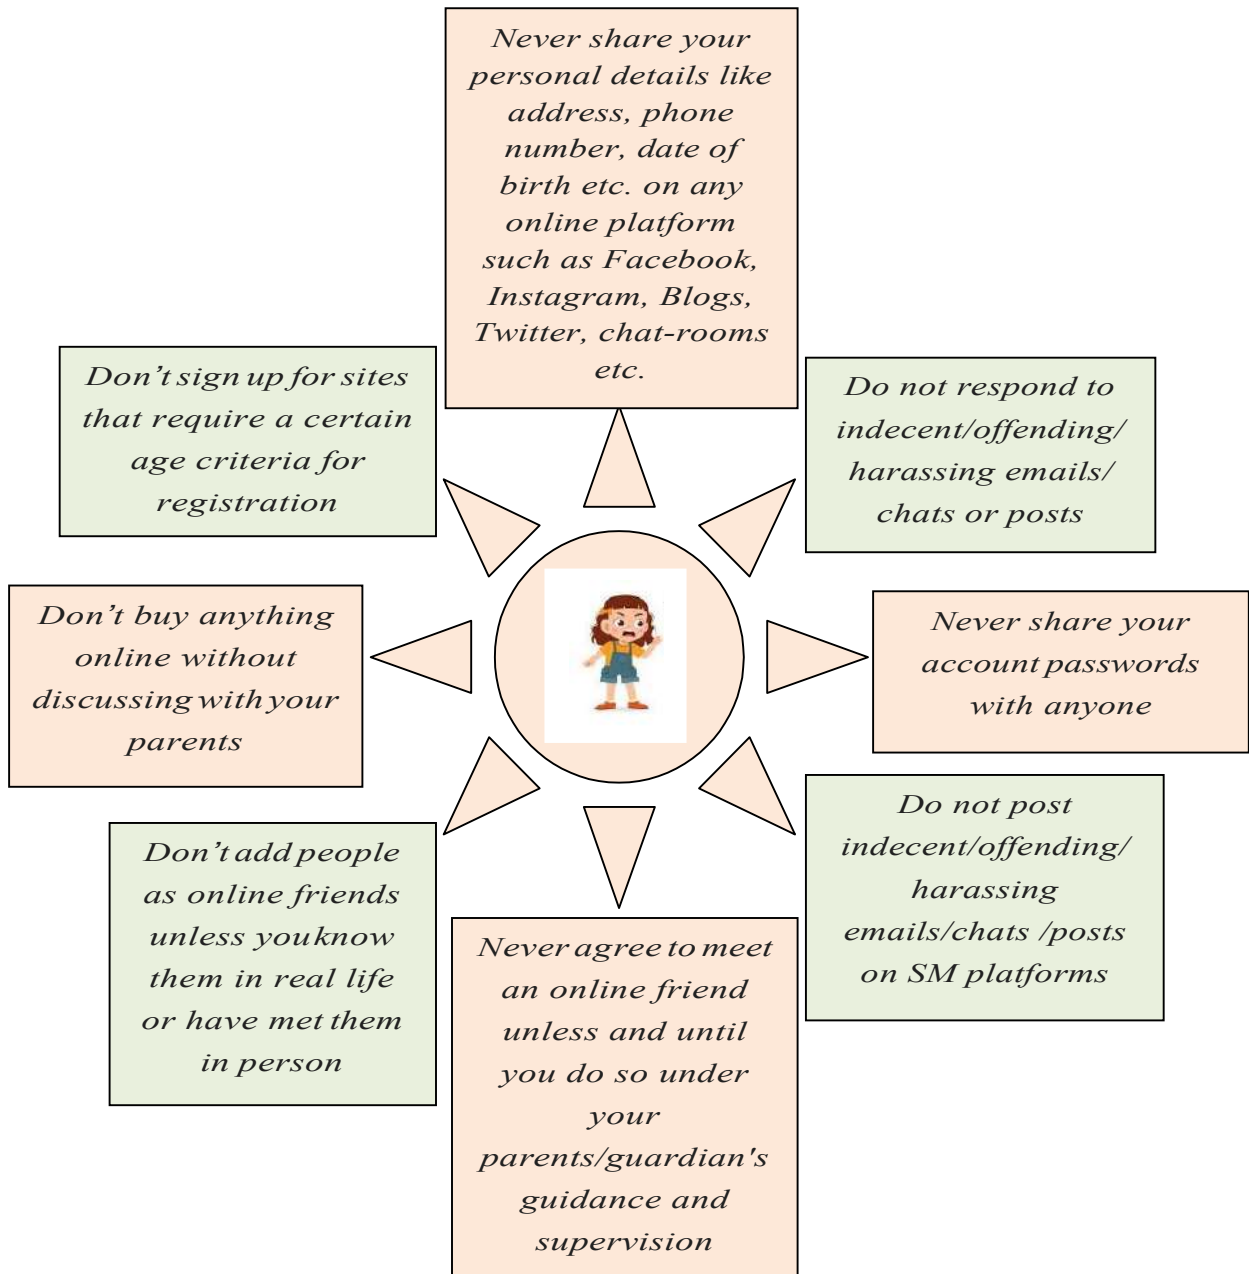 Never share your
personal details like
address, phone
number, date of
birth etc. on any
online platform
such as Facebook,
Instagram, Blogs,
Twitter, chat-rooms
etc.
Don’t sign up for sites
that require a certain
age criteria for
registration
Do not respond to
indecent/offending/
harassing emails/
chats or posts
Don’t buy anything
online without
discussing with your
parents
Never share your
account passwords
with anyone
Don’t add people
as online friends
unless youknow
them in real life
or have met them
in person
Do not post
indecent/offending/
harassing
emails/chats /posts
on SM platforms
Never agree to meet
an online friend
unless and until
you do so under
your
parents/guardian's
guidance and
supervision